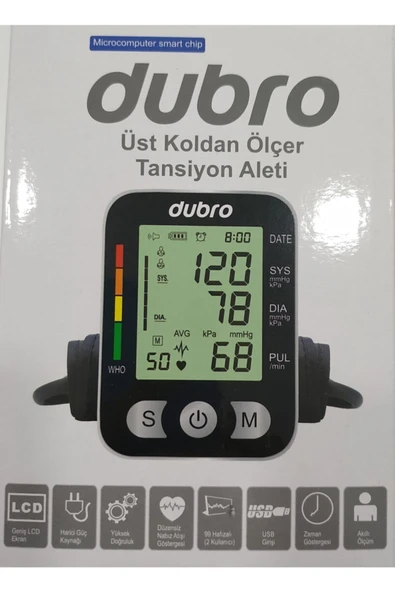 Microcomputer smart chip
dubro
Üst Koldan Ölçer
Tansiyon Aleti
dubro
8:00 DATE
120 SYS
mmHg
kPa
SYS.
78 DIA
mmHg
kPa
DIA.
AVG kPa mmHg
M 50 68 PUL
/min
WHO
S M
LCD USB
Geniş LCD
Ekran
Harici Güç
Kaynağı
Yüksek
Doğruluk
Düzensiz
Nabız Atışı
Göstergesi
99 Hafızalı
(2 Kullanıcı)
USB
Girişi
Zaman
Göstergesi
Akıllı
Ölçüm